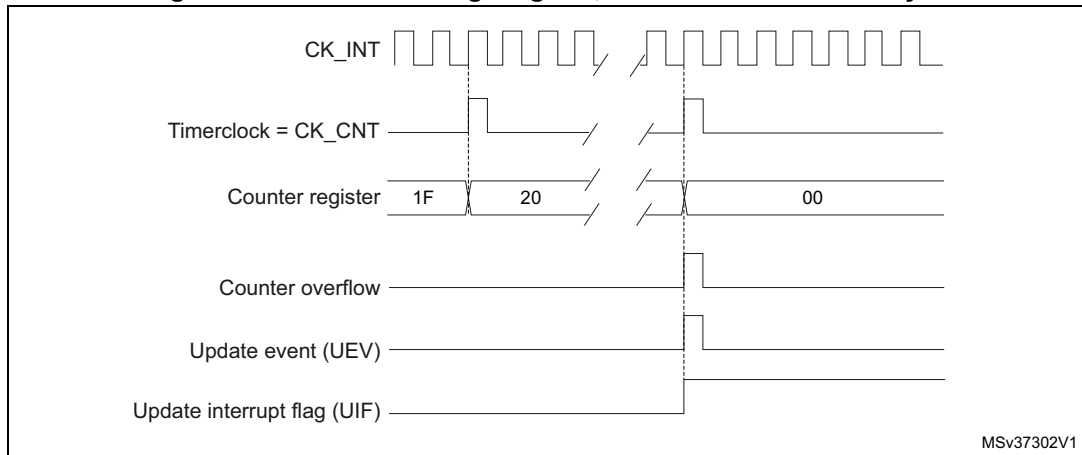 CK_INT
Timerclock = CK_CNT
Counter register 1F 20 00
Counter overflow
Update event (UEV)
Update interrupt flag (UIF)
MSv37302V1